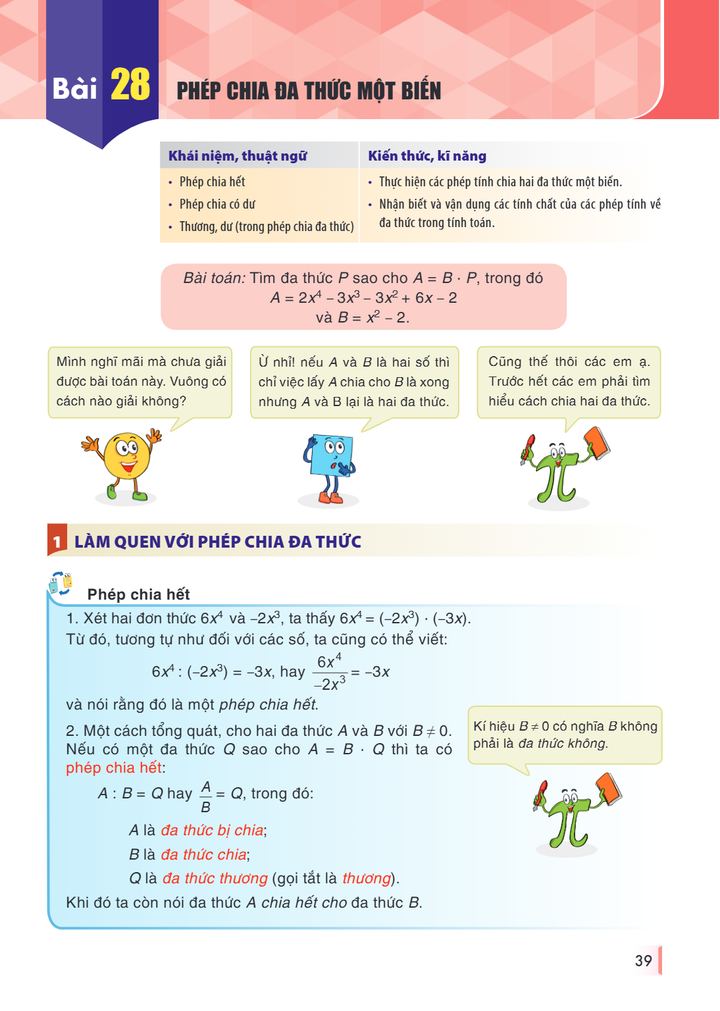 Bài 28
PHÉP CHIA ĐA THỨC MỘT BIẾN
Khái niệm, thuật ngữ
• Phép chia hết
• Phép chia có dư
• Thương, dư (trong phép chia đa thức)
Kiến thức, kĩ năng
• Thực hiện các phép tính chia hai đa thức một biến.
• Nhận biết và vận dụng các tính chất của các phép tính về
đa thức trong tính toán.
Bài toán: Tìm đa thức P sao cho A = B · P, trong đó
A = 2x⁴ – 3x³ – 3x² + 6x – 2
và B = x² – 2.
Mình nghĩ mãi mà chưa giải
được bài toán này. Vuông có
cách nào giải không?
Ừ nhỉ! nếu A và B là hai số thì
chỉ việc lấy A chia cho B là xong
nhưng A và B lại là hai đa thức.
Cũng thế thôi các em ạ.
Trước hết các em phải tìm
hiểu cách chia hai đa thức.
1 LÀM QUEN VỚI PHÉP CHIA ĐA THỨC
Phép chia hết
1. Xét hai đơn thức 6x⁴ và –2x³, ta thấy 6x⁴ = (–2x³) · (–3x).
Từ đó, tương tự như đối với các số, ta cũng có thể viết:
6x⁴ : (–2x³) = –3x, hay 6x⁴/–2x³ = –3x
và nói rằng đó là một phép chia hết.
2. Một cách tổng quát, cho hai đa thức A và B với B ≠ 0.
Nếu có một đa thức Q sao cho A = B · Q thì ta có
phép chia hết:
A : B = Q hay A/B = Q, trong đó:
A là đa thức bị chia;
B là đa thức chia;
Q là đa thức thương (gọi tắt là thương).
Khi đó ta còn nói đa thức A chia hết cho đa thức B.
Kí hiệu B ≠ 0 có nghĩa B không
phải là đa thức không.
39